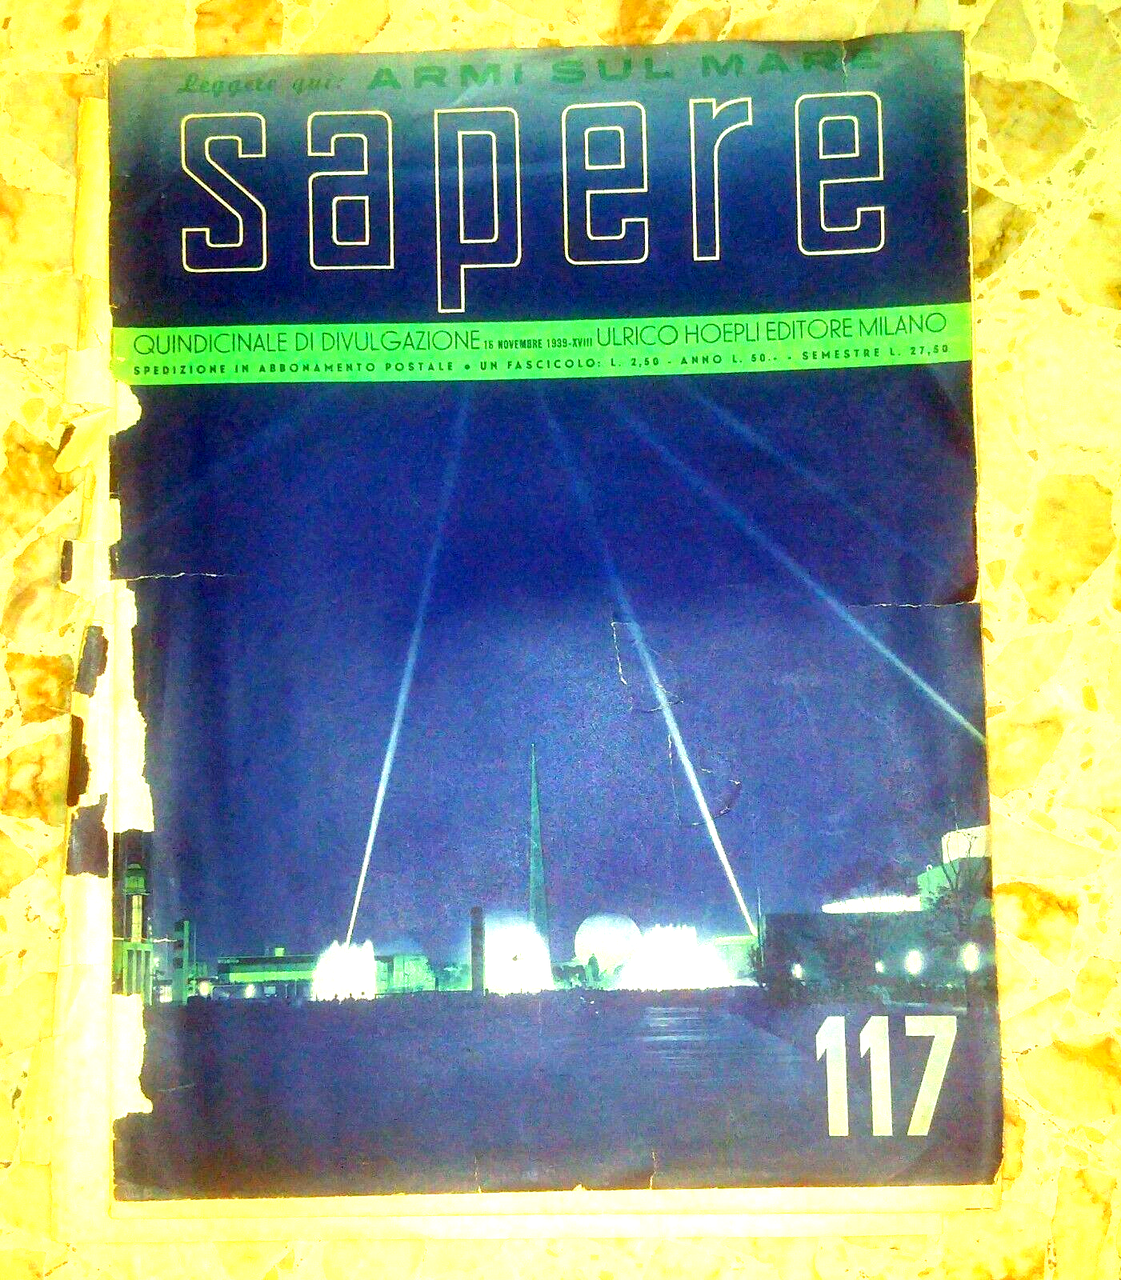 Leggere qui: ARMI SUL MARE
sapere
QUINDICINALE DI DIVULGAZIONE 15 NOVEMBRE 1939-XVIII ULRICO HOEPLI EDITORE MILANO
SPEDIZIONE IN ABBONAMENTO POSTALE • UN FASCICOLO: L. 2,50 - ANNO L. 50.- - SEMESTRE L. 27,50
117